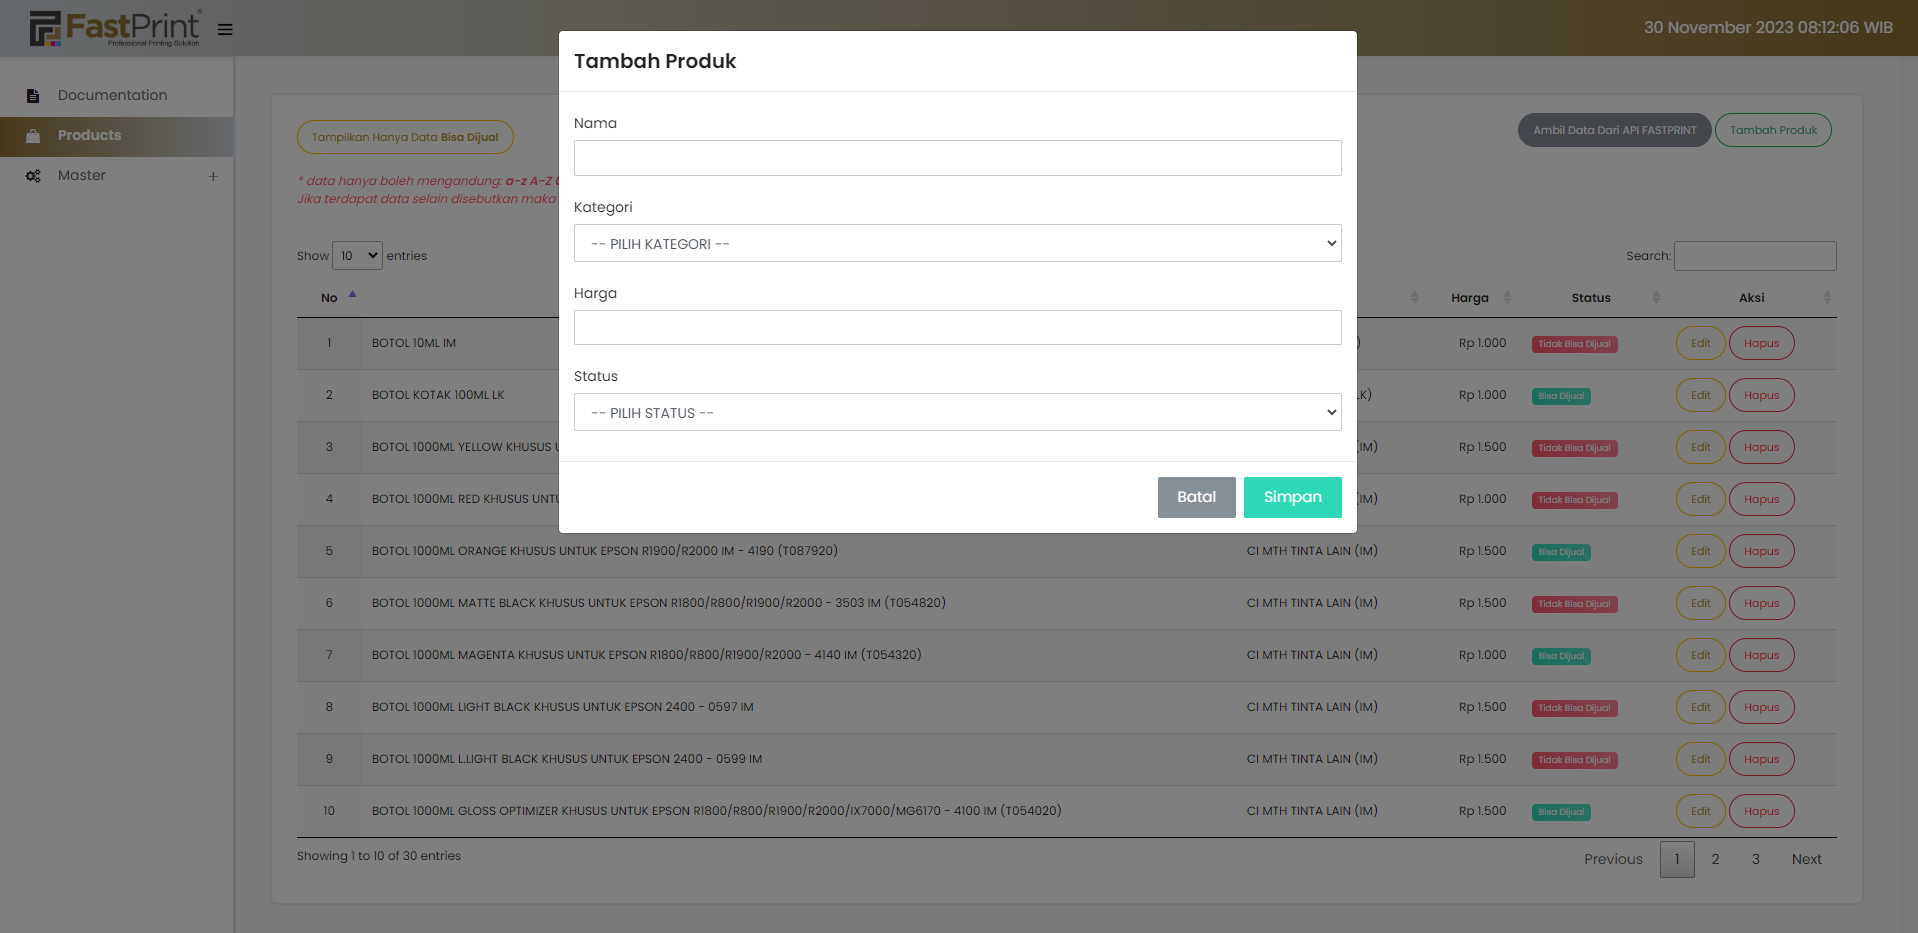 FastPrint®
Professional Printing Solution
30 November 2023 08:12:06 WIB
Documentation
Products
Master +
Tambah Produk
Nama
Kategori
-- PILIH KATEGORI --
Harga
Status
-- PILIH STATUS --
Batal Simpan
Tampilkan Hanya Data Bisa Dijual
Ambil Data Dari API FASTPRINT
Tambah Produk
* data hanya boleh mengandung: a-z A-Z
Jika terdapat data selain disebutkan maka
Show 10 entries
Search:
No Harga Status Aksi
1 BOTOL 10ML IM ) Rp 1.000 Tidak Bisa Dijual Edit Hapus
2 BOTOL KOTAK 100ML LK LK) Rp 1.000 Bisa Dijual Edit Hapus
3 BOTOL 1000ML YELLOW KHUSUS (IM) Rp 1.500 Tidak Bisa Dijual Edit Hapus
4 BOTOL 1000ML RED KHUSUS UNTU (IM) Rp 1.000 Tidak Bisa Dijual Edit Hapus
5 BOTOL 1000ML ORANGE KHUSUS UNTUK EPSON R1900/R2000 IM - 4190 (T087920) CI MTH TINTA LAIN (IM) Rp 1.500 Bisa Dijual Edit Hapus
6 BOTOL 1000ML MATTE BLACK KHUSUS UNTUK EPSON R1800/R800/R1900/R2000 - 3503 IM (T054820) CI MTH TINTA LAIN (IM) Rp 1.500 Tidak Bisa Dijual Edit Hapus
7 BOTOL 1000ML MAGENTA KHUSUS UNTUK EPSON R1800/R800/R1900/R2000 - 4140 IM (T054320) CI MTH TINTA LAIN (IM) Rp 1.000 Bisa Dijual Edit Hapus
8 BOTOL 1000ML LIGHT BLACK KHUSUS UNTUK EPSON 2400 - 0597 IM CI MTH TINTA LAIN (IM) Rp 1.500 Tidak Bisa Dijual Edit Hapus
9 BOTOL 1000ML L.LIGHT BLACK KHUSUS UNTUK EPSON 2400 - 0599 IM CI MTH TINTA LAIN (IM) Rp 1.500 Tidak Bisa Dijual Edit Hapus
10 BOTOL 1000ML GLOSS OPTIMIZER KHUSUS UNTUK EPSON R1800/R800/R1900/R2000/IX7000/MG6170 - 4100 IM (T054020) CI MTH TINTA LAIN (IM) Rp 1.500 Bisa Dijual Edit Hapus
Showing 1 to 10 of 30 entries
Previous 1 2 3 Next